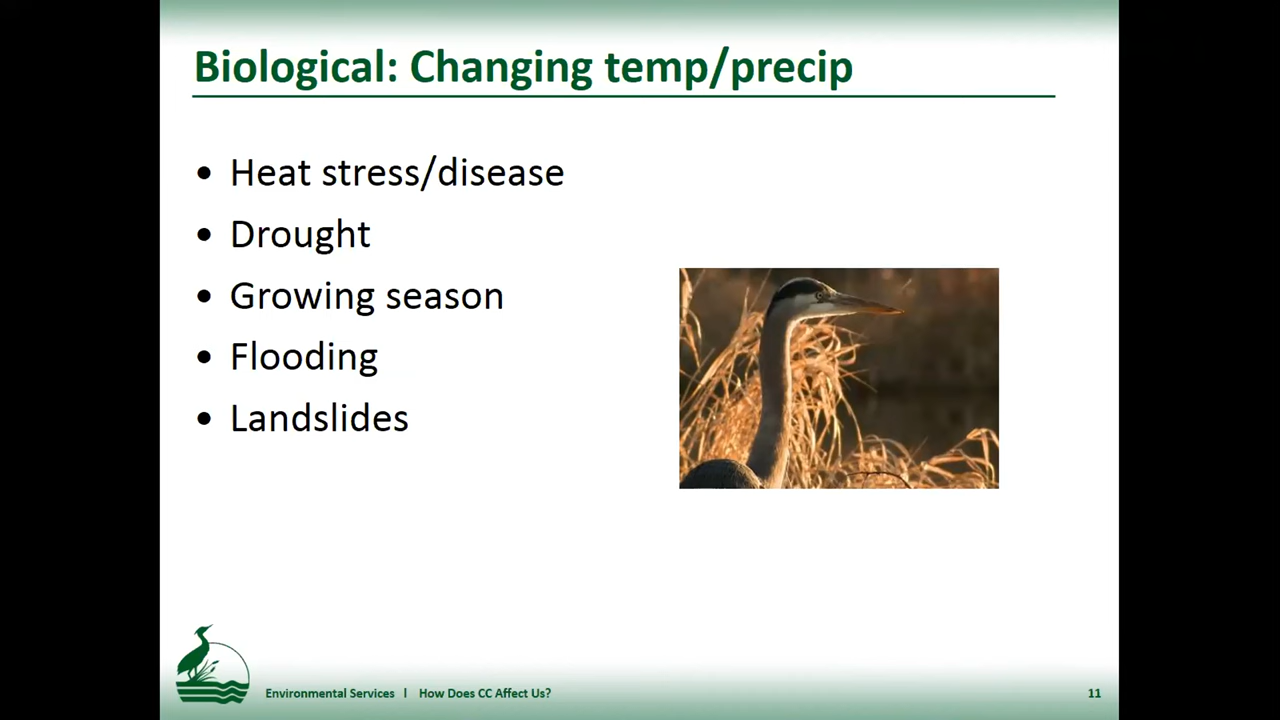 Biological: Changing temp/precip
• Heat stress/disease
• Drought
• Growing season
• Flooding
• Landslides
Environmental Services | How Does CC Affect Us? 11